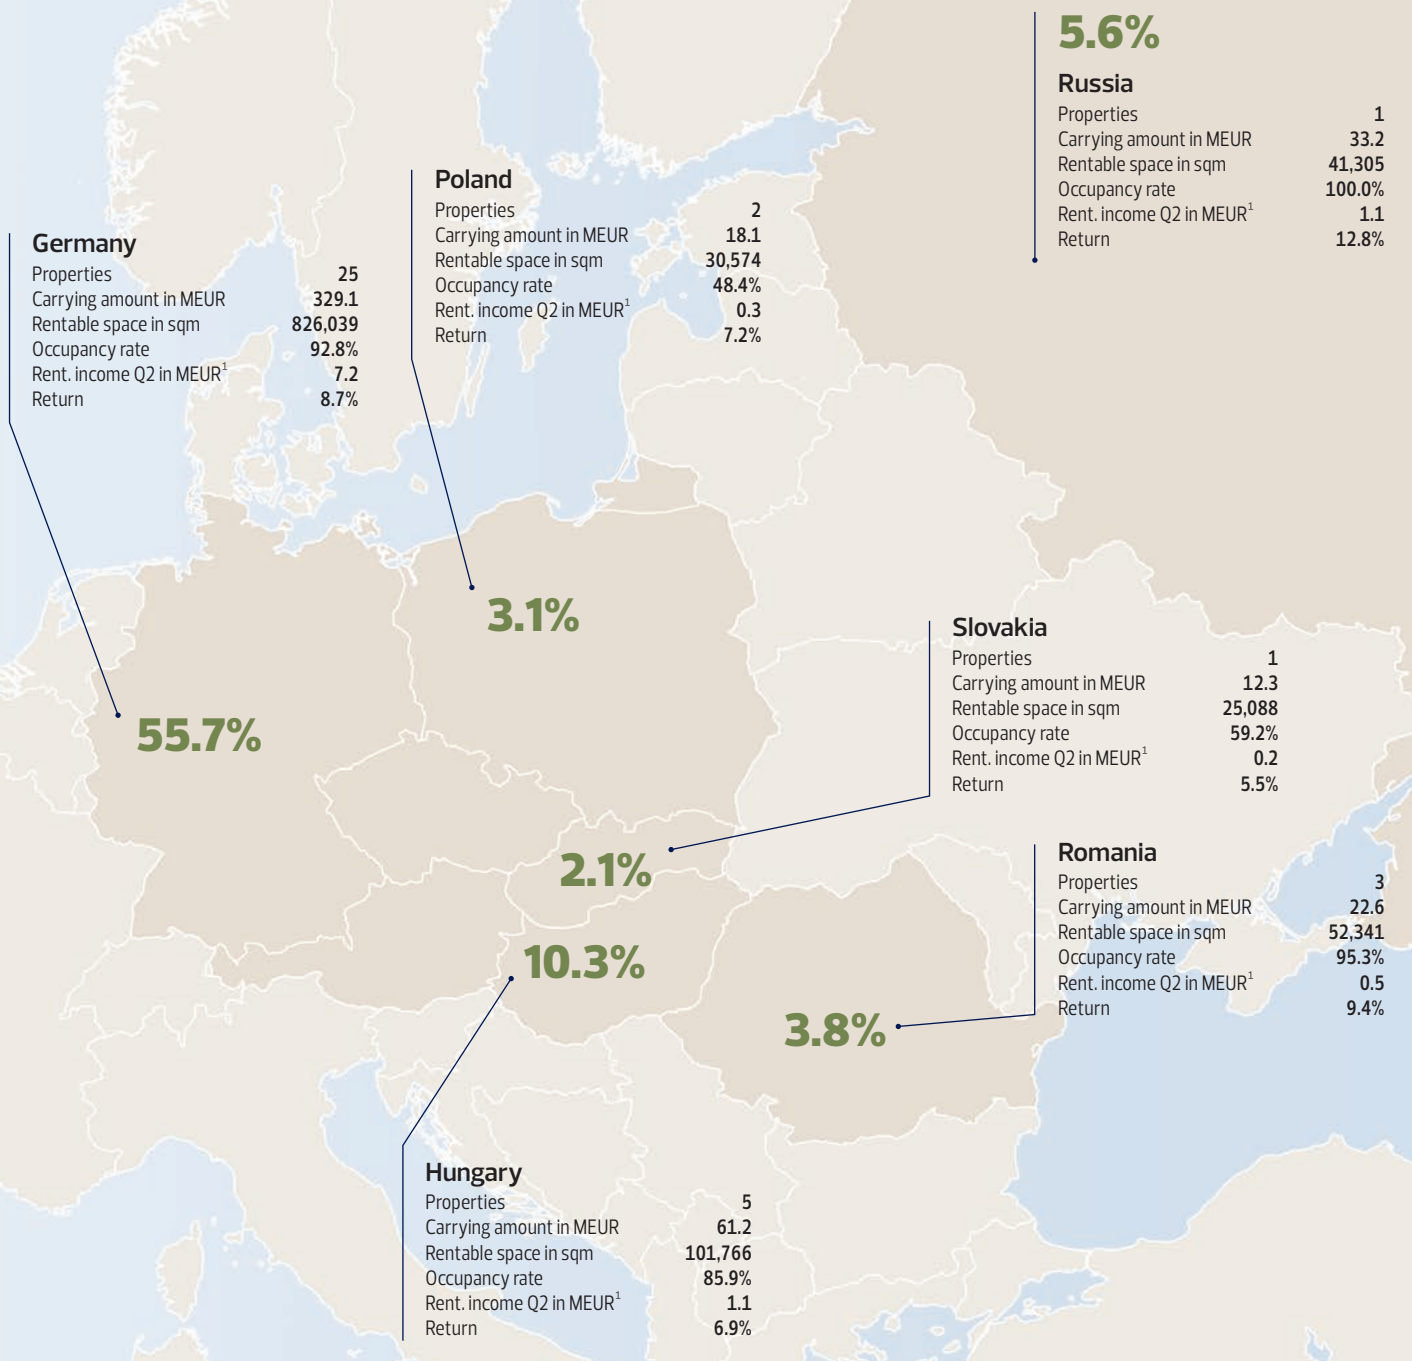 5.6%
Russia
Properties 1
Carrying amount in MEUR 33.2
Rentable space in sqm 41,305
Occupancy rate 100.0%
Rent. income Q2 in MEUR¹ 1.1
Return 12.8%
Poland
Properties 2
Carrying amount in MEUR 18.1
Rentable space in sqm 30,574
Occupancy rate 48.4%
Rent. income Q2 in MEUR¹ 0.3
Return 7.2%
Germany
Properties 25
Carrying amount in MEUR 329.1
Rentable space in sqm 826,039
Occupancy rate 92.8%
Rent. income Q2 in MEUR¹ 7.2
Return 8.7%
3.1%
55.7%
Slovakia
Properties 1
Carrying amount in MEUR 12.3
Rentable space in sqm 25,088
Occupancy rate 59.2%
Rent. income Q2 in MEUR¹ 0.2
Return 5.5%
2.1%
10.3%
3.8%
Romania
Properties 3
Carrying amount in MEUR 22.6
Rentable space in sqm 52,341
Occupancy rate 95.3%
Rent. income Q2 in MEUR¹ 0.5
Return 9.4%
Hungary
Properties 5
Carrying amount in MEUR 61.2
Rentable space in sqm 101,766
Occupancy rate 85.9%
Rent. income Q2 in MEUR¹ 1.1
Return 6.9%